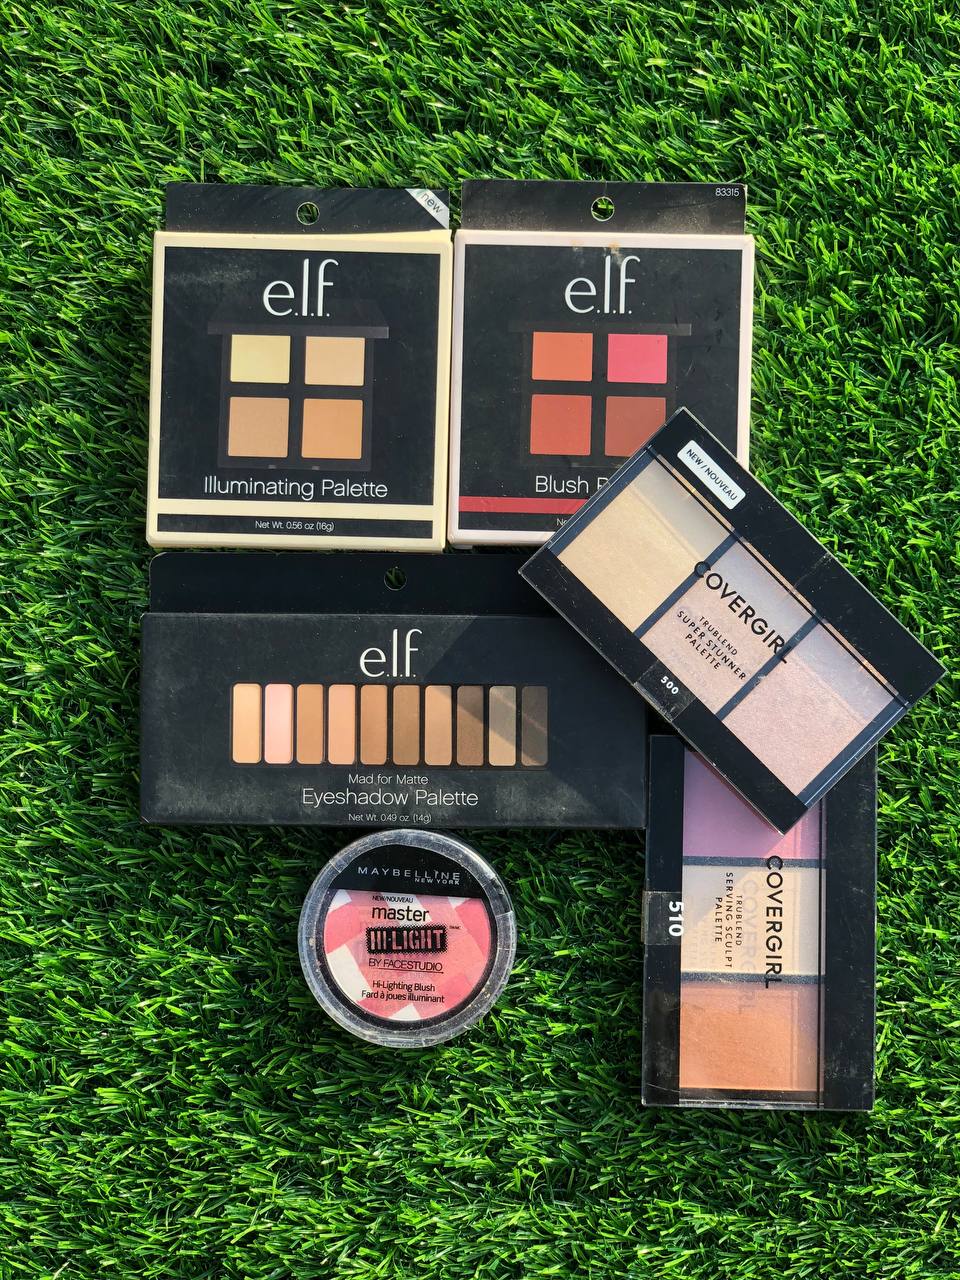 new
e.l.f.
Illuminating Palette
Net Wt. 0.56 oz (16g)
83315
e.l.f.
Blush
NEW / NOUVEAU
COVERGIRL
TRUBLEND
SUPER STUNNER
PALETTE
500
e.l.f.
Mad for Matte
Eyeshadow Palette
Net Wt. 0.49 oz. (14g)
MAYBELLINE
NEW YORK
NEW/NOUVEAU
master
HI-LIGHT
BY FACESTUDIO
Hi-Lighting Blush
Fard à joues illuminant
COVERGIRL
TRUBLEND
SERVING SCULPT
PALETTE
510